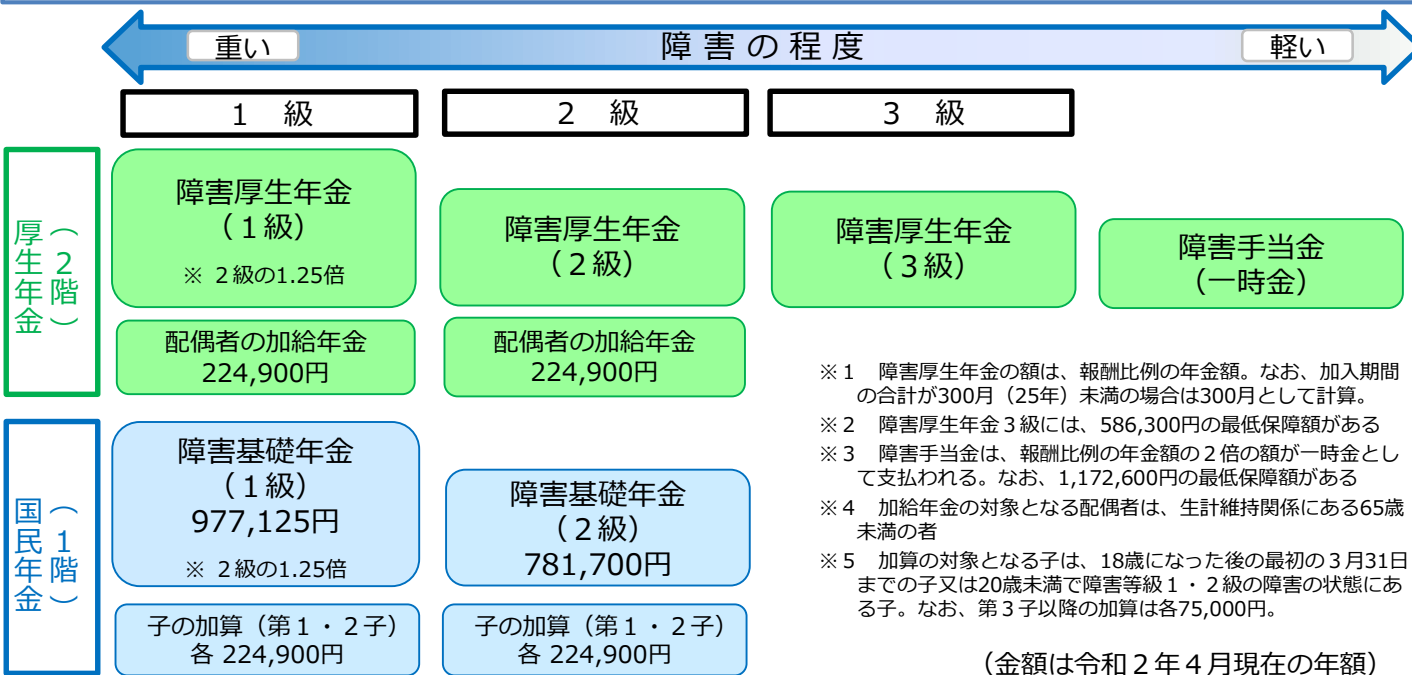 重い
障害の程度
軽い
１　級
２　級
３　級
厚生年金
（２階）
障害厚生年金
（１級）
※ ２級の1.25倍
障害厚生年金
（２級）
障害厚生年金
（３級）
障害手当金
（一時金）
配偶者の加給年金
224,900円
配偶者の加給年金
224,900円
国民年金
（１階）
障害基礎年金
（１級）
977,125円
※ ２級の1.25倍
障害基礎年金
（２級）
781,700円
子の加算（第１・２子）
各 224,900円
子の加算（第１・２子）
各 224,900円
※１　障害厚生年金の額は、報酬比例の年金額。なお、加入期間
の合計が300月（25年）未満の場合は300月として計算。
※２　障害厚生年金３級には、586,300円の最低保障額がある
※３　障害手当金は、報酬比例の年金額の２倍の額が一時金とし
て支払われる。なお、1,172,600円の最低保障額がある
※４　加給年金の対象となる配偶者は、生計維持関係にある65歳
未満の者
※５　加算の対象となる子は、18歳になった後の最初の３月31日
までの子又は20歳未満で障害等級１・２級の障害の状態にあ
る子。なお、第３子以降の加算は各75,000円。
（金額は令和２年４月現在の年額）